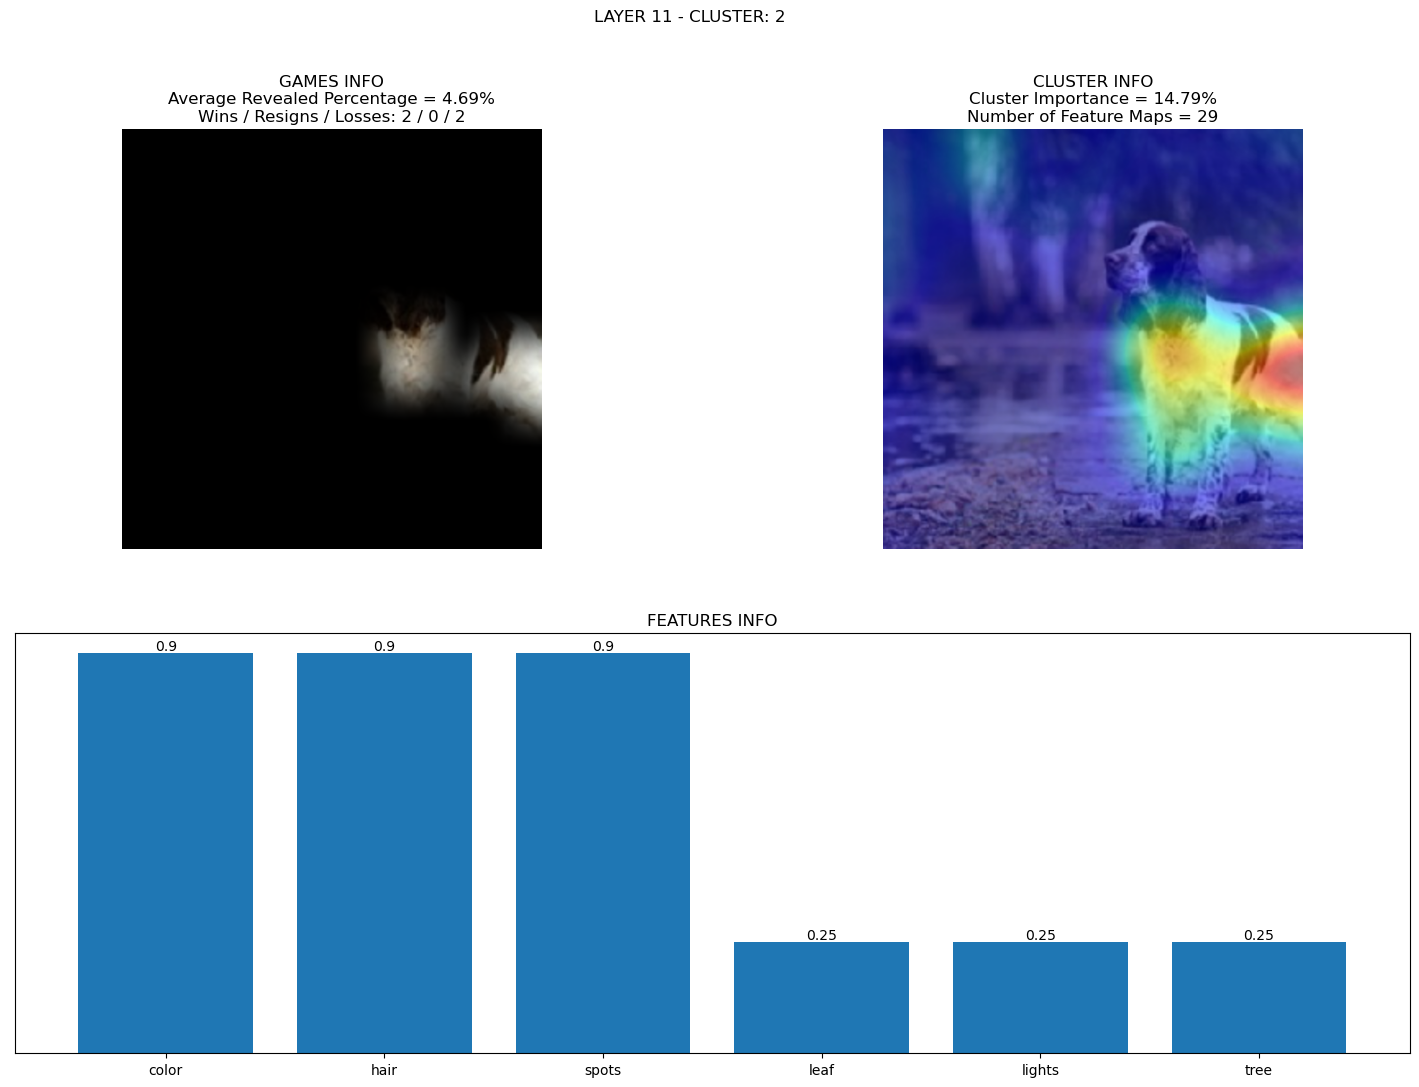 LAYER 11 - CLUSTER: 2
GAMES INFO
Average Revealed Percentage = 4.69%
Wins / Resigns / Losses: 2 / 0 / 2
CLUSTER INFO
Cluster Importance = 14.79%
Number of Feature Maps = 29
FEATURES INFO
0.9 0.9 0.9 0.25 0.25 0.25
color hair spots leaf lights tree